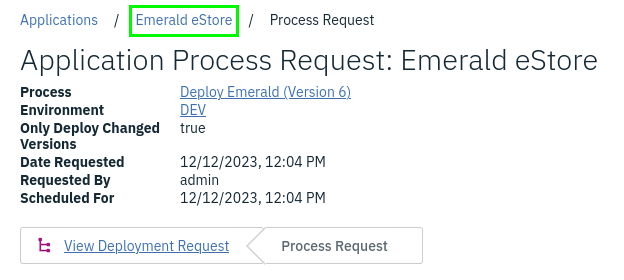 Applications / Emerald eStore / Process Request
Application Process Request: Emerald eStore
Process Deploy Emerald (Version 6)
Environment DEV
Only Deploy Changed true
Versions
Date Requested 12/12/2023, 12:04 PM
Requested By admin
Scheduled For 12/12/2023, 12:04 PM
View Deployment Request Process Request